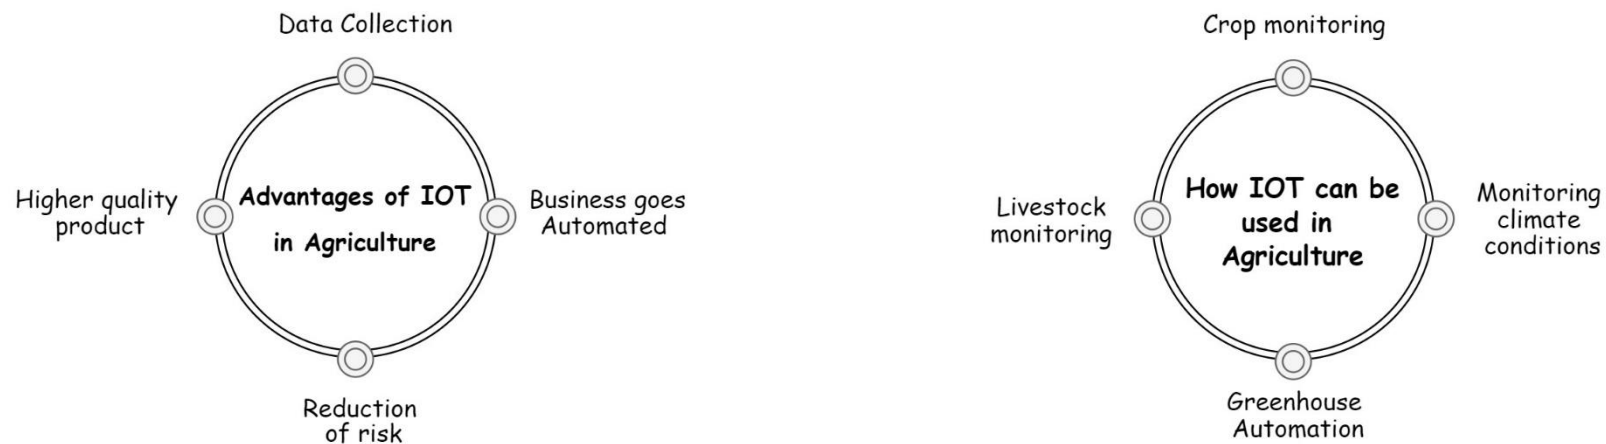 Data Collection
Higher quality
product
Advantages of IOT
in Agriculture
Business goes
Automated
Reduction
of risk
Crop monitoring
Livestock
monitoring
How IOT can be
used in
Agriculture
Monitoring
climate
conditions
Greenhouse
Automation